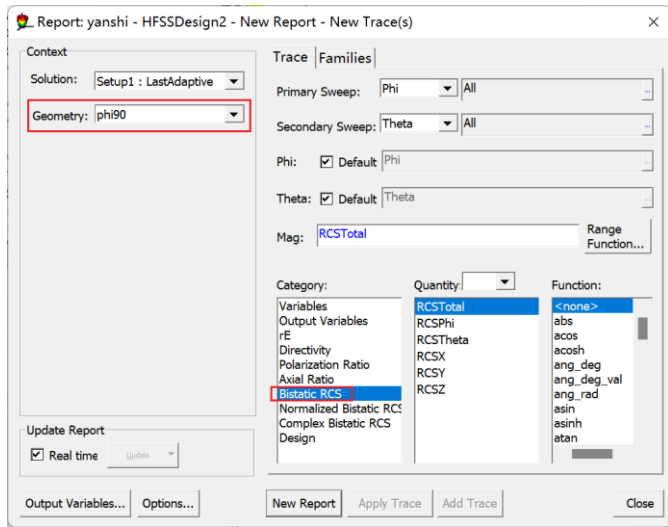 Report: yanshi - HFSSDesign2 - New Report - New Trace(s)
Context
Solution: Setup1 : LastAdaptive
Geometry: phi90
Trace Families
Primary Sweep: Phi All ...
Secondary Sweep: Theta All ...
Phi: Default Phi ...
Theta: Default Theta ...
Mag: RCSTotal Range Function...
Category:
Variables
Output Variables
rE
Directivity
Polarization Ratio
Axial Ratio
Bistatic RCS
Normalized Bistatic RCS
Complex Bistatic RCS
Design
Quantity:
RCSTotal
RCSPhi
RCSTheta
RCSX
RCSY
RCSZ
Function:
<none>
abs
acos
acosh
ang_deg
ang_deg_val
ang_rad
asin
asinh
atan
Update Report
Real time Update
Output Variables... Options... New Report Apply Trace Add Trace Close